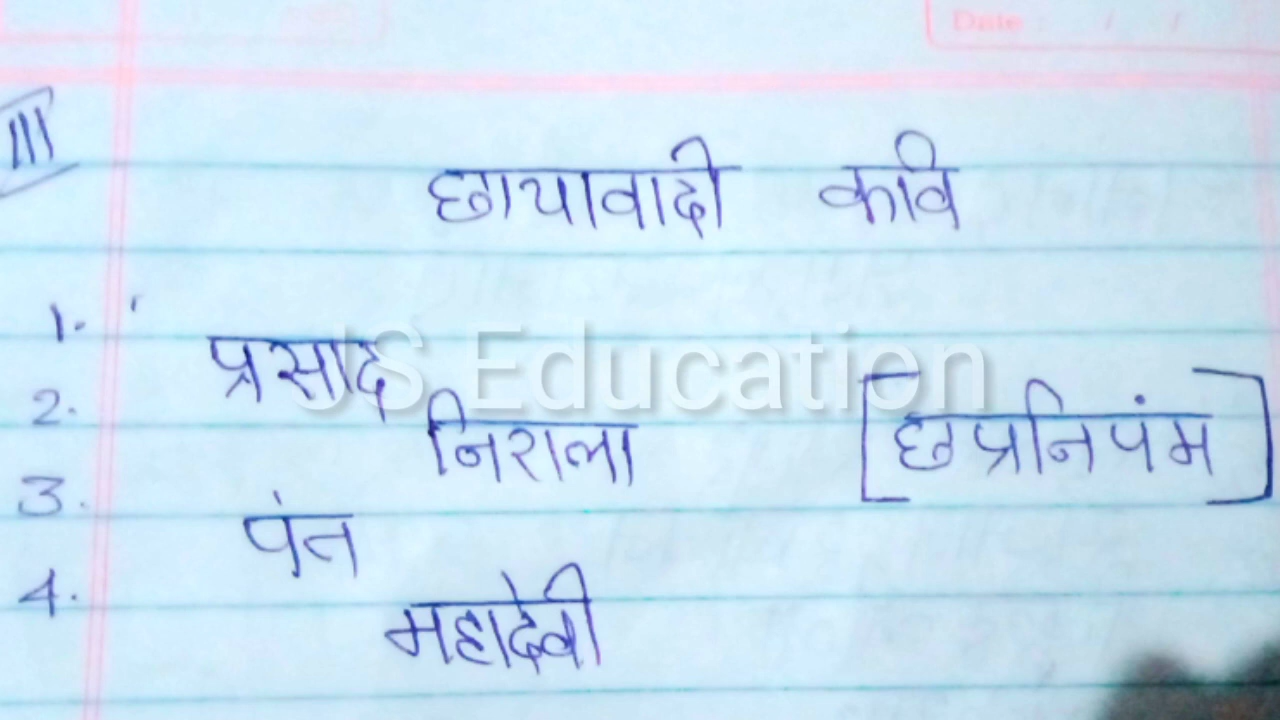 Date : / /
III
छायावादी कवि
1. प्रसाद
JS Education
2. निराला [छप्रनिपंम]
3. पंत
4. महादेवी